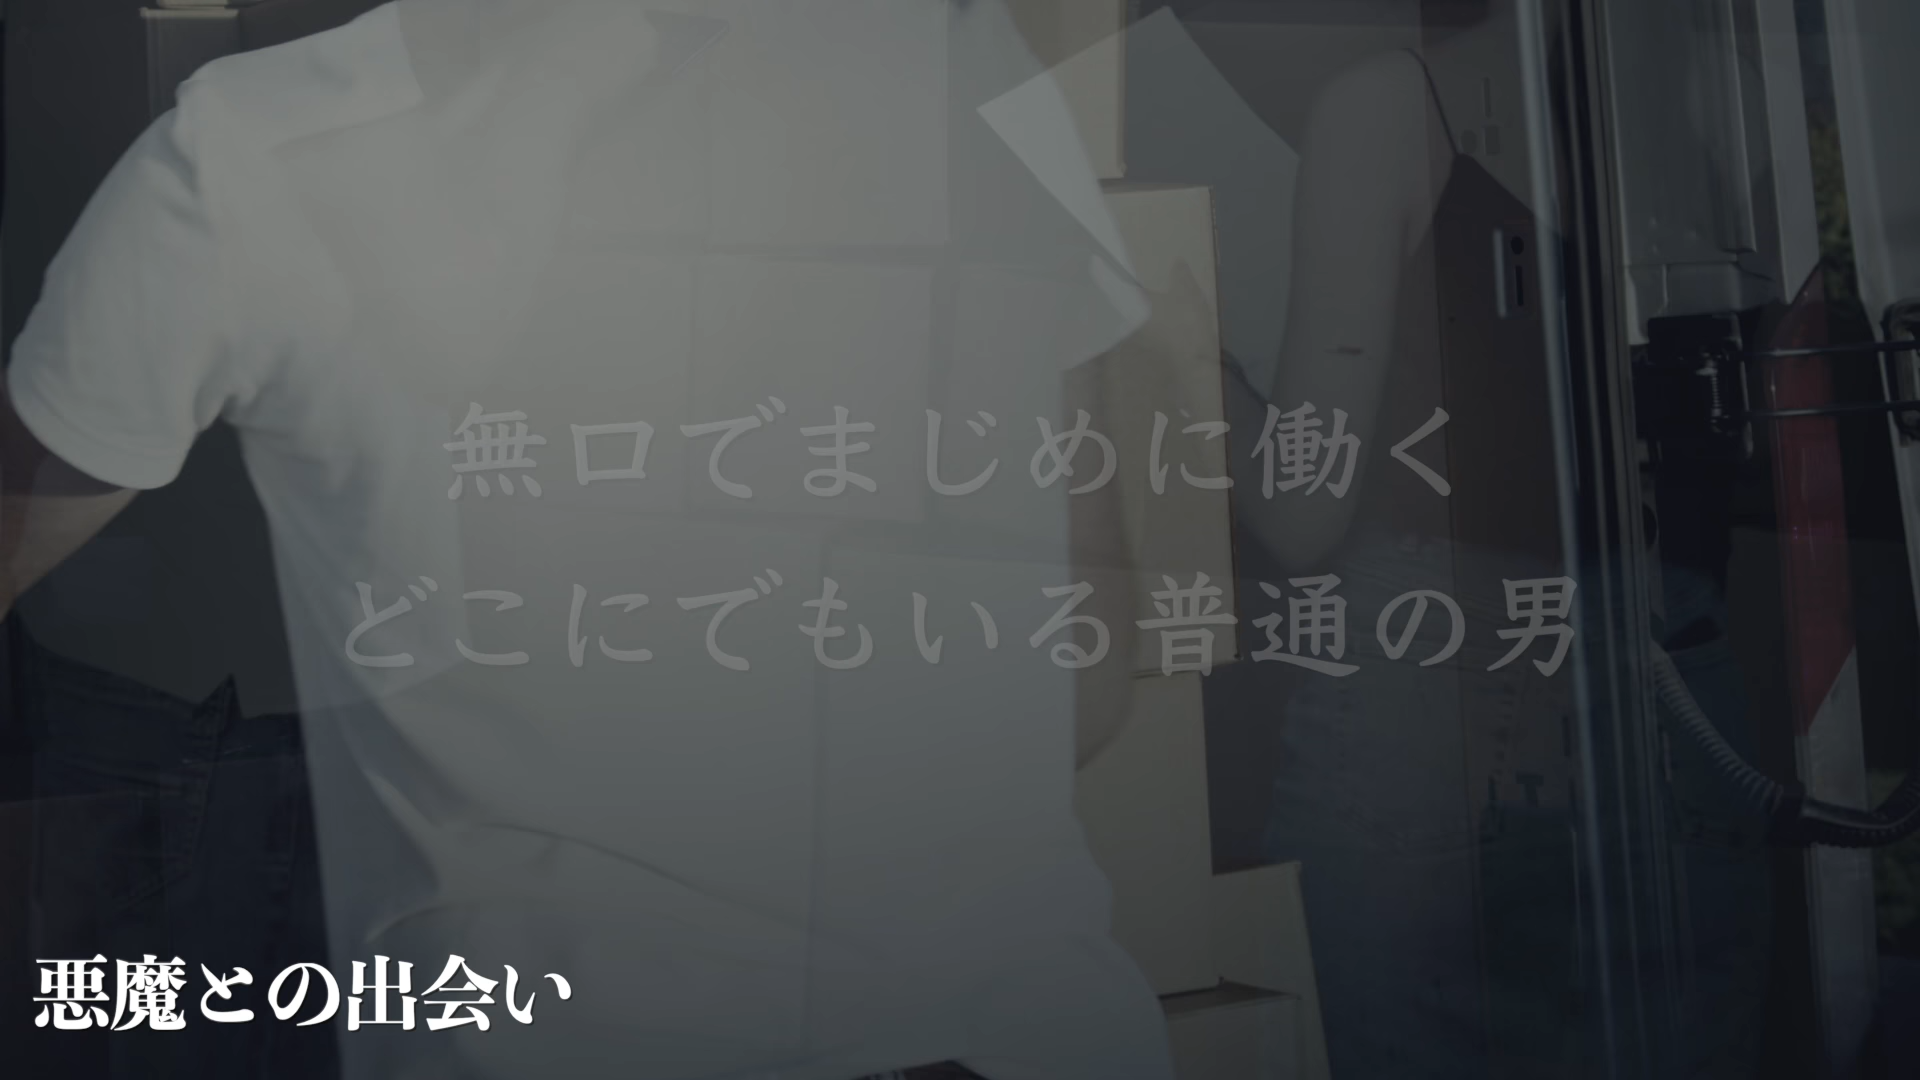 無口でまじめに働く
どこにでもいる普通の男
悪魔との出会い